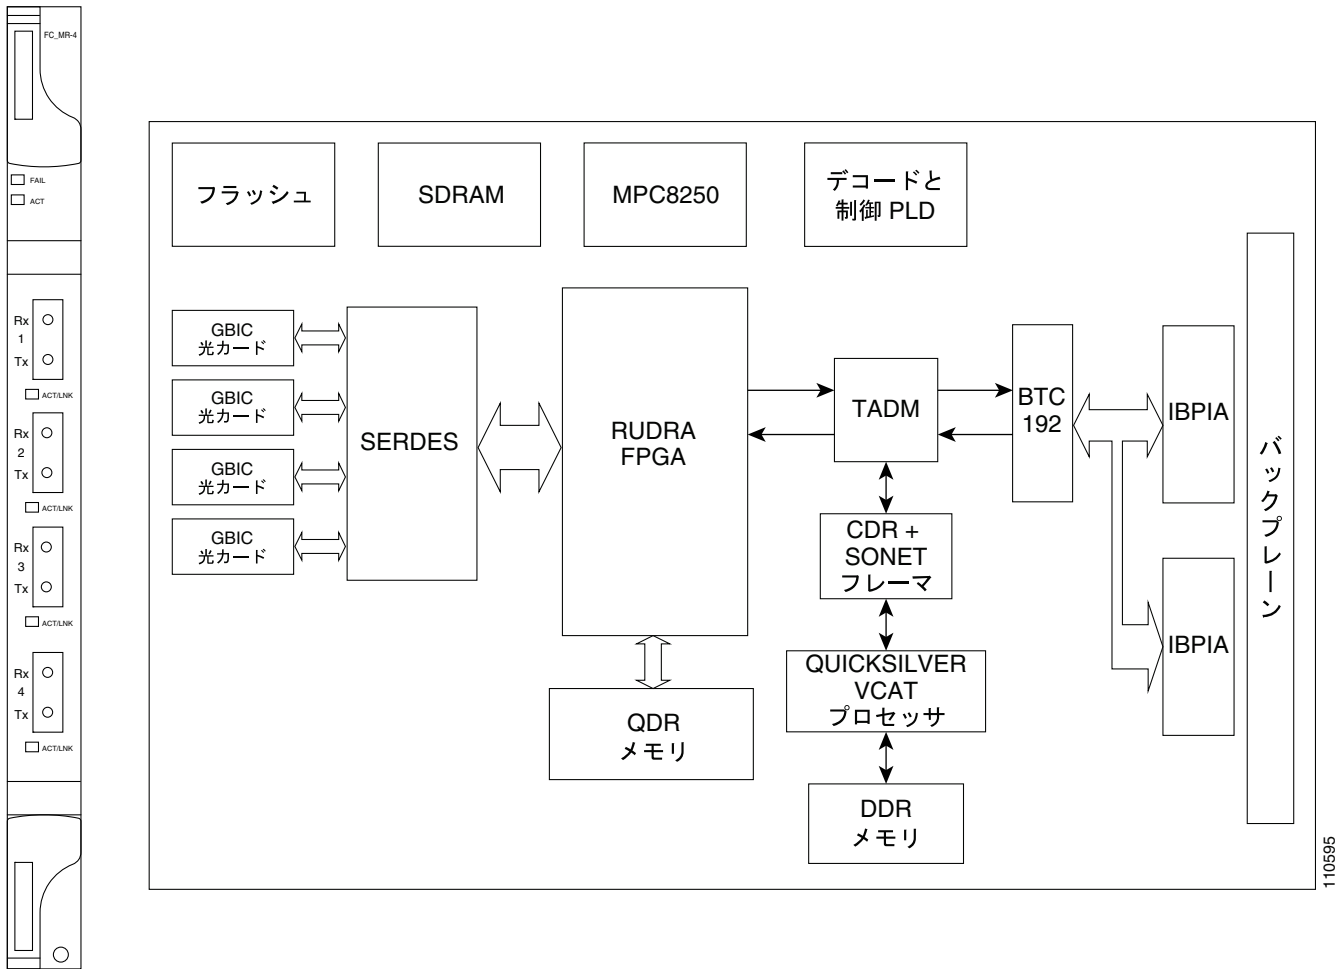 FC_MR-4
FAIL
ACT
Rx
1
Tx
ACT/LNK
Rx
2
Tx
ACT/LNK
Rx
3
Tx
ACT/LNK
Rx
4
Tx
ACT/LNK
フラッシュ
SDRAM
MPC8250
デコードと
制御 PLD
GBIC
光カード
GBIC
光カード
GBIC
光カード
GBIC
光カード
SERDES
RUDRA
FPGA
QDR
メモリ
TADM
CDR +
SONET
フレーマ
QUICKSILVER
VCAT
プロセッサ
DDR
メモリ
BTC
192
IBPIA
IBPIA
バックプレーン
110595